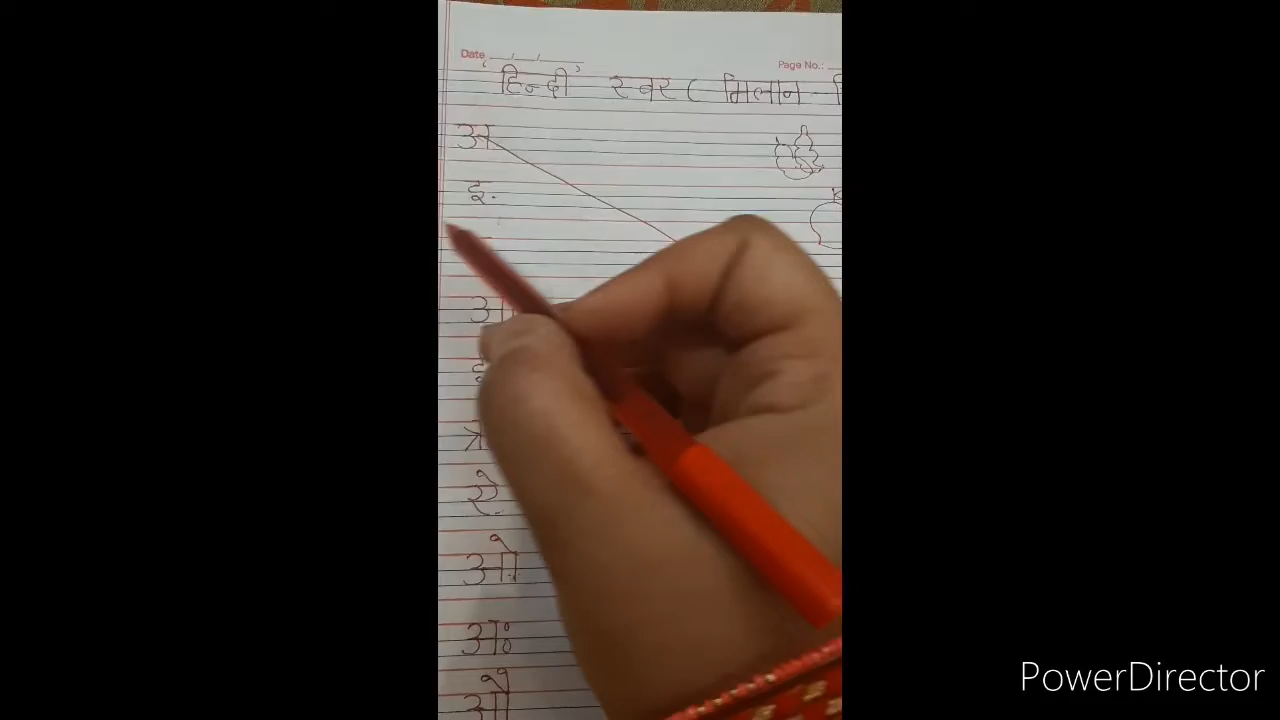 Date
Page No.:
'हिन्दी' स्वर ( मिलान -
अ
इ
ऐ
ओ
अः
औ
PowerDirector